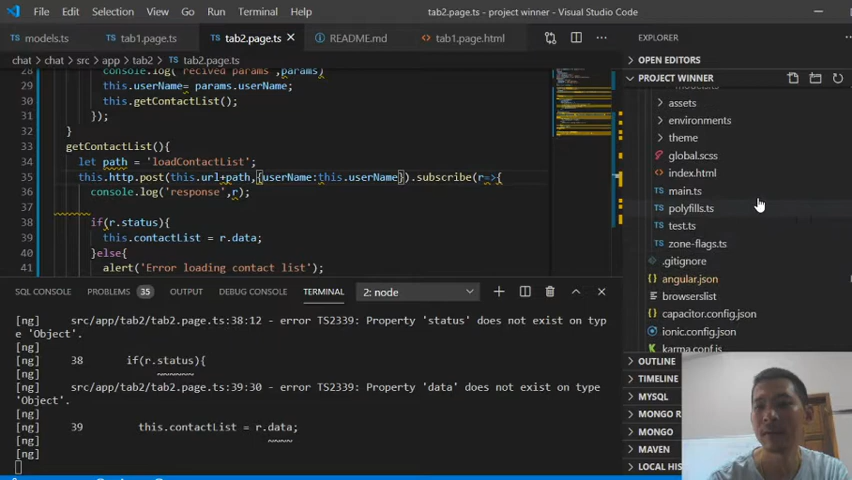 File Edit Selection View Go Run Terminal Help tab2.page.ts - project winner - Visual Studio Code
models.ts tab1.page.ts tab2.page.ts README.md tab1.page.html
chat > chat > src > app > tab2 > tab2.page.ts
28 console.log('recived params',params)
29 this.userName= params.userName;
30 this.getContactList();
31 });
32 }
33 getContactList(){
34 let path = 'loadContactList';
35 this.http.post(this.url+path,{userName:this.userName}).subscribe(r=>{
36 console.log('response',r);
37
38 if(r.status){
39 this.contactList = r.data;
40 }else{
41 alert('Error loading contact list');
SQL CONSOLE PROBLEMS 35 OUTPUT DEBUG CONSOLE TERMINAL 2: node
[ng] src/app/tab2/tab2.page.ts:38:12 - error TS2339: Property 'status' does not exist on typ
e 'Object'.
[ng]
[ng] 38 if(r.status){
[ng] ~~~~~~
[ng] src/app/tab2/tab2.page.ts:39:30 - error TS2339: Property 'data' does not exist on type
'Object'.
[ng]
[ng] 39 this.contactList = r.data;
[ng] ~~~~
[ng]
EXPLORER
OPEN EDITORS
PROJECT WINNER
models.ts
assets
environments
theme
global.scss
index.html
main.ts
polyfills.ts
test.ts
zone-flags.ts
.gitignore
angular.json
browserslist
capacitor.config.json
ionic.config.json
karma.conf.js
OUTLINE
TIMELINE
MYSQL
MONGO R
MONGO
MAVEN
LOCAL HIS